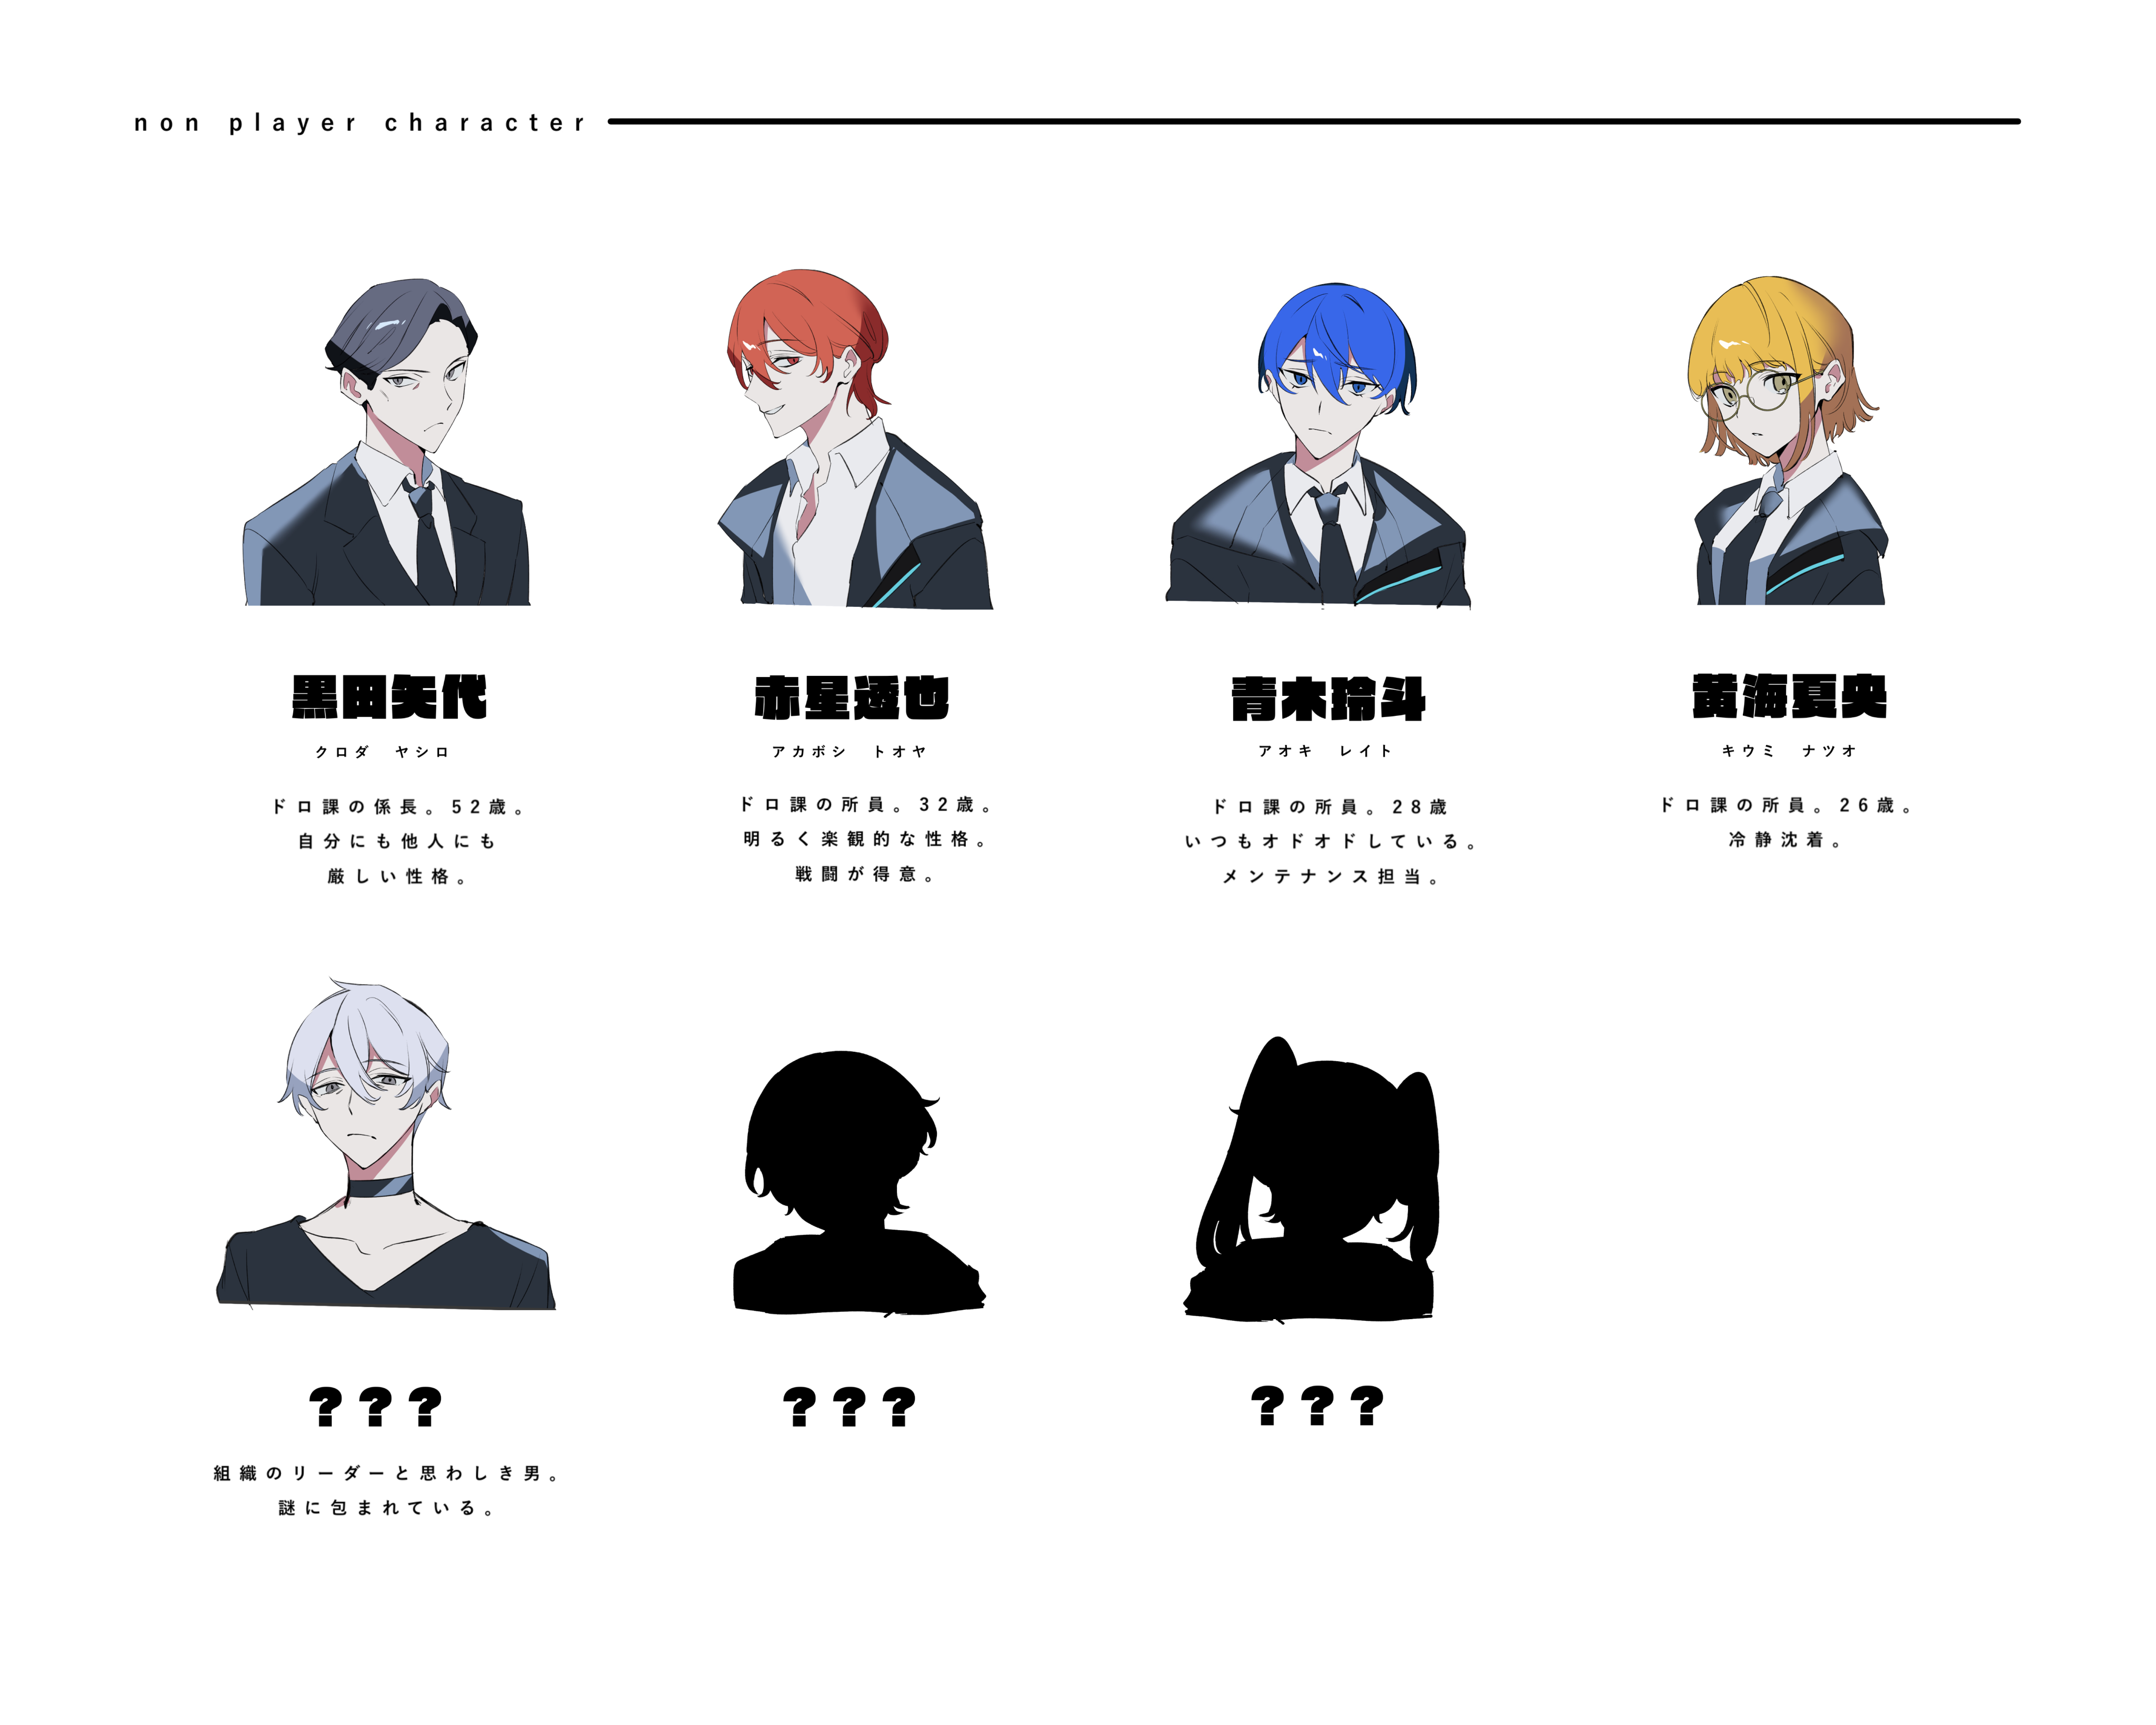 non player character
黒田矢代
クロダ ヤシロ
ドロ課の係長。52歳。
自分にも他人にも
厳しい性格。
赤星透也
アカボシ トオヤ
ドロ課の所員。32歳。
明るく楽観的な性格。
戦闘が得意。
青木玲斗
アオキ レイト
ドロ課の所員。28歳
いつもオドオドしている。
メンテナンス担当。
黄海夏央
キウミ ナツオ
ドロ課の所員。26歳。
冷静沈着。
???
組織のリーダーと思わしき男。
謎に包まれている。
???
???